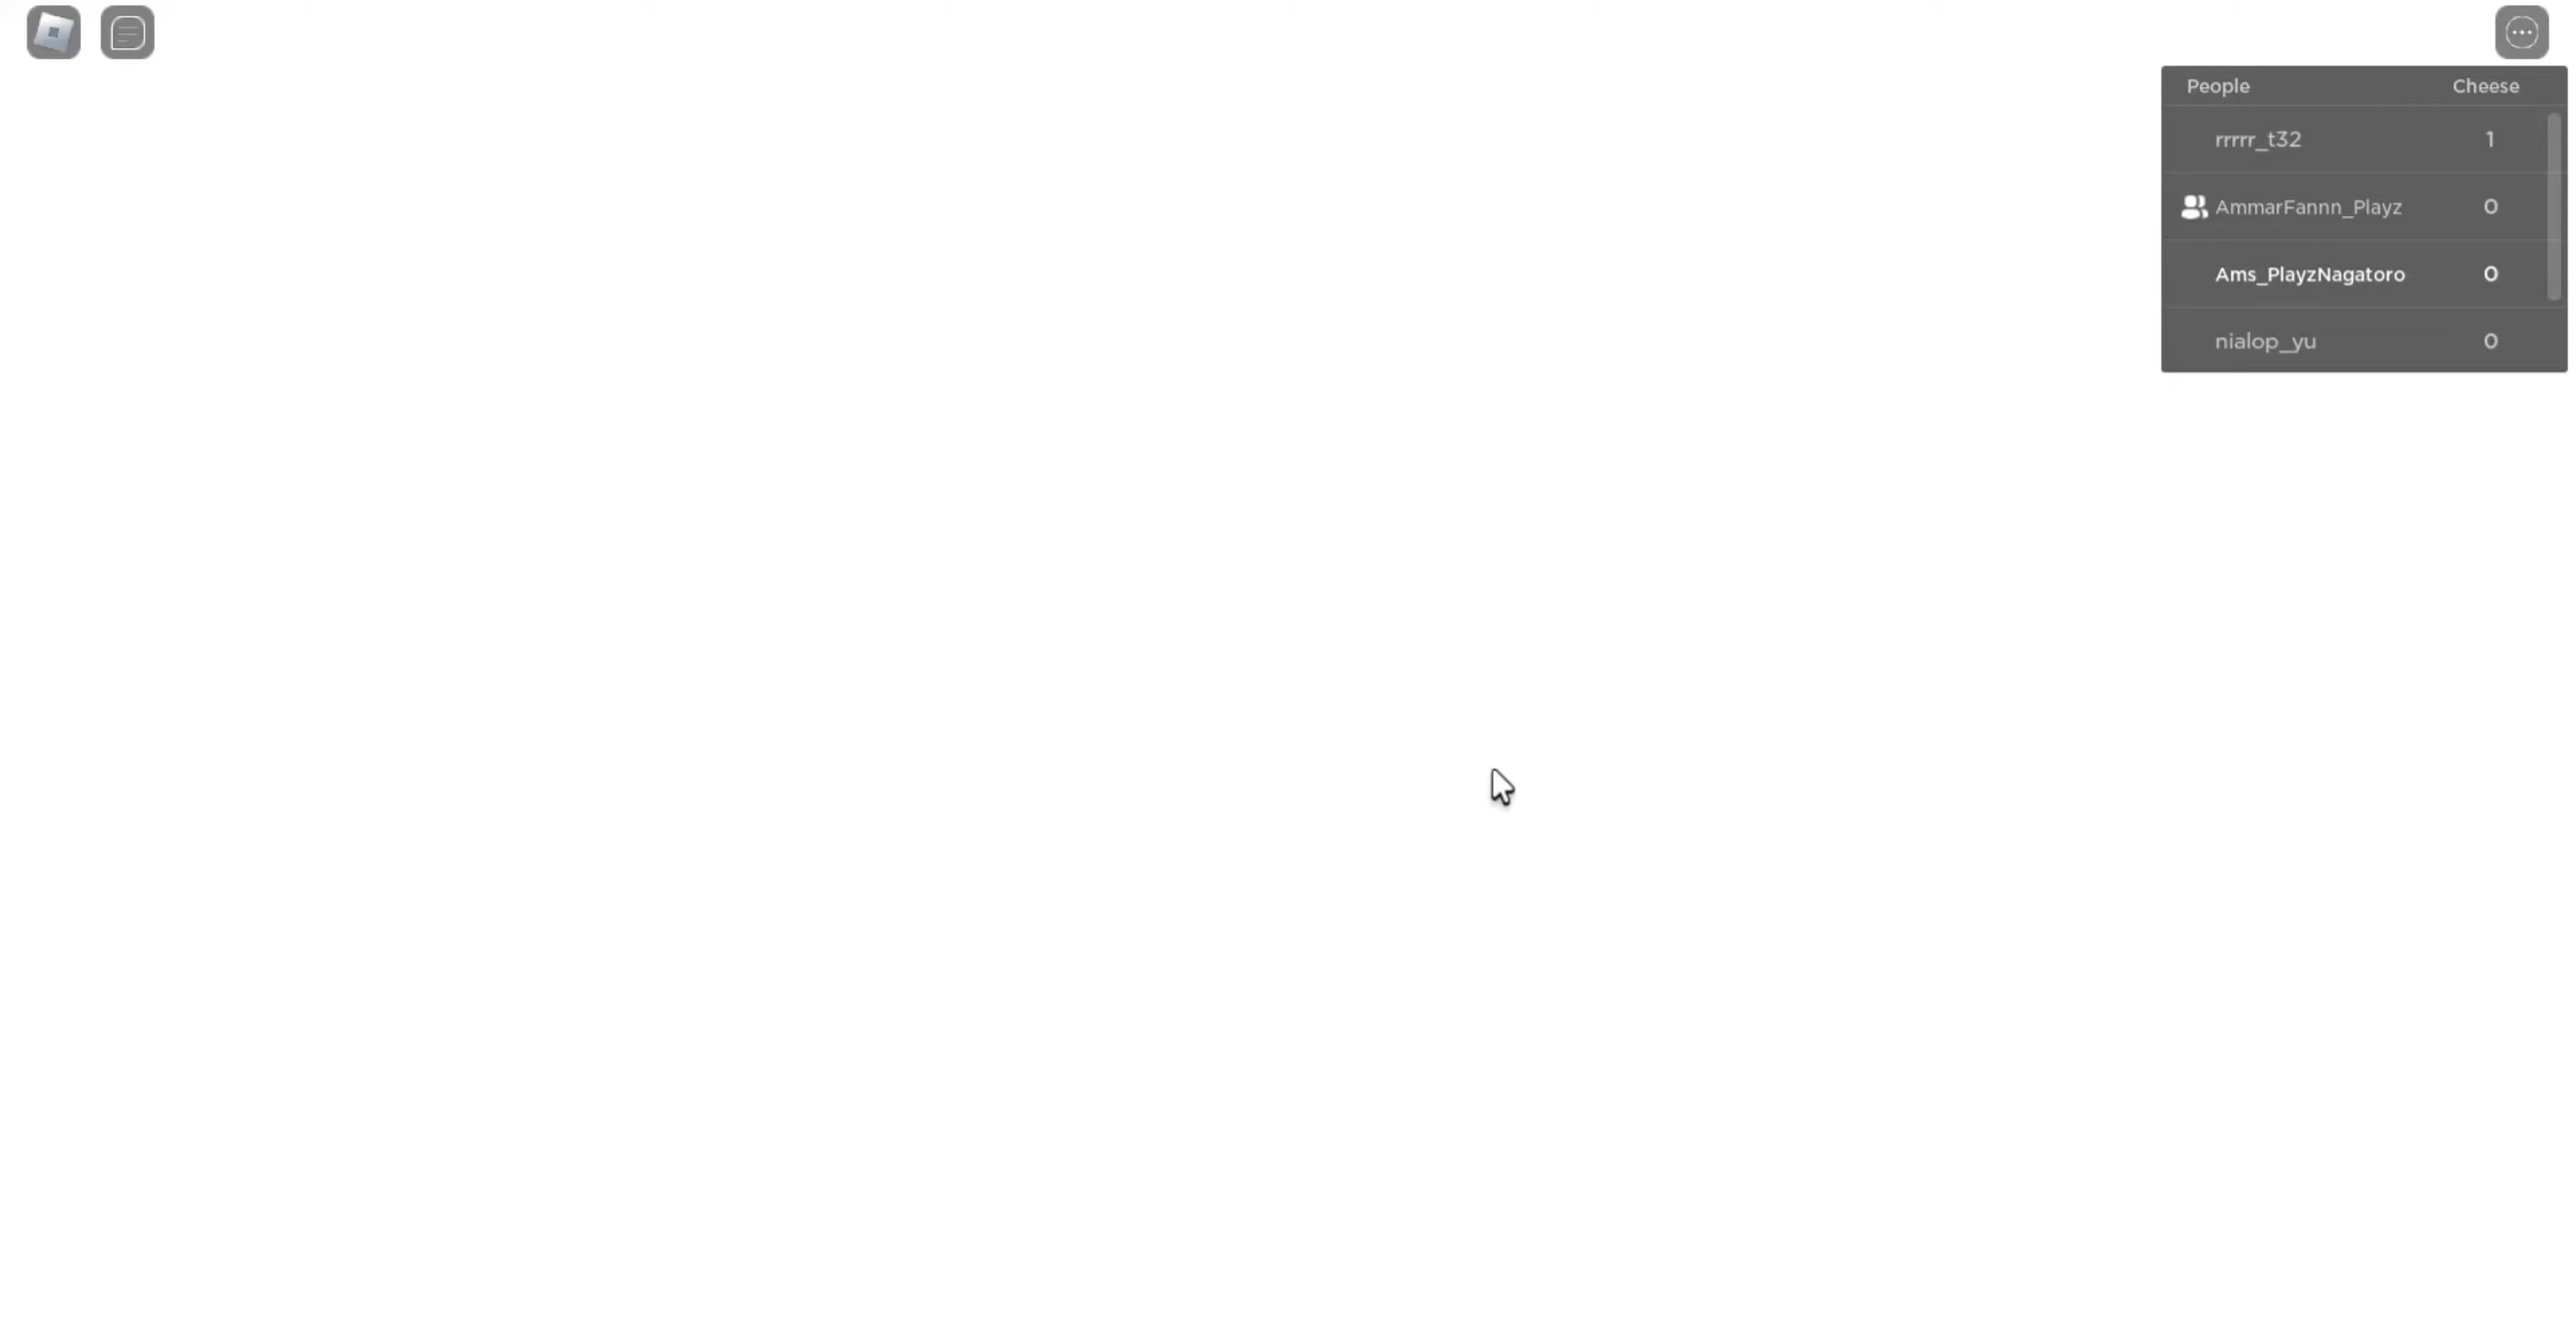 People Cheese
rrrrr_t32 1
AmmarFannn_Playz 0
Ams_PlayzNagatoro 0
nialop_yu 0